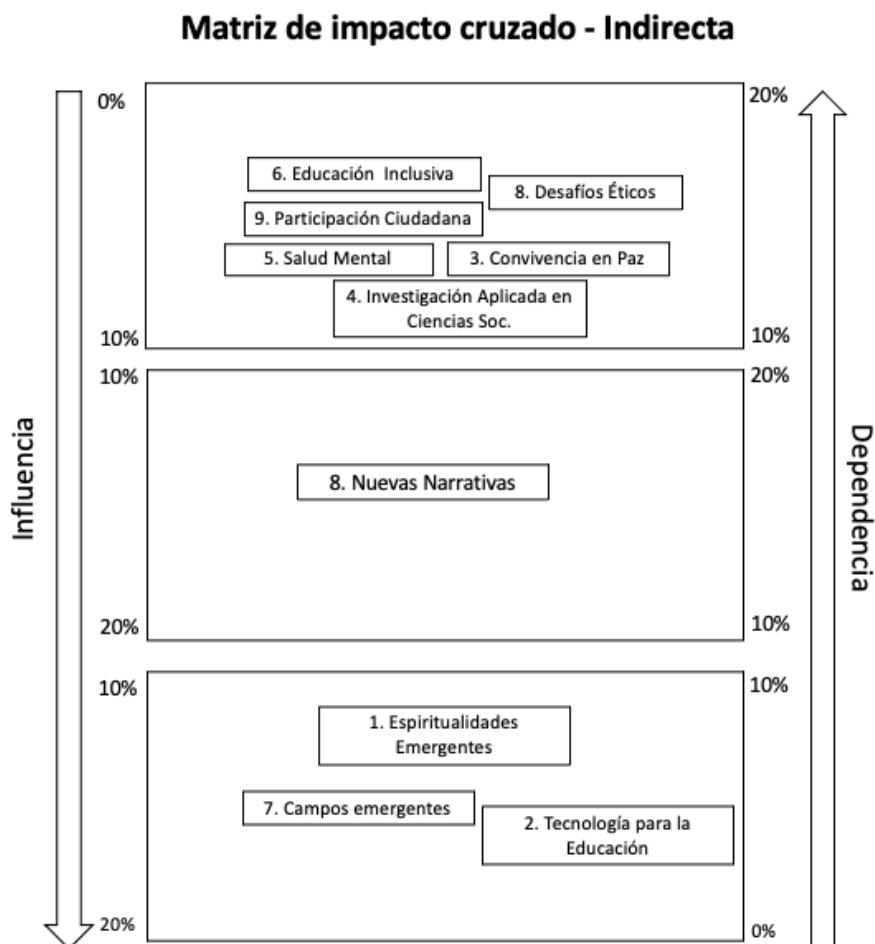 Matriz de impacto cruzado - Indirecta
0%
20%
6. Educación Inclusiva
8. Desafíos Éticos
9. Participación Ciudadana
5. Salud Mental
3. Convivencia en Paz
4. Investigación Aplicada en
Ciencias Soc.
10%
10%
10%
20%
Influencia
8. Nuevas Narrativas
Dependencia
20%
10%
10%
10%
1. Espiritualidades
Emergentes
7. Campos emergentes
2. Tecnología para la
Educación
20%
0%